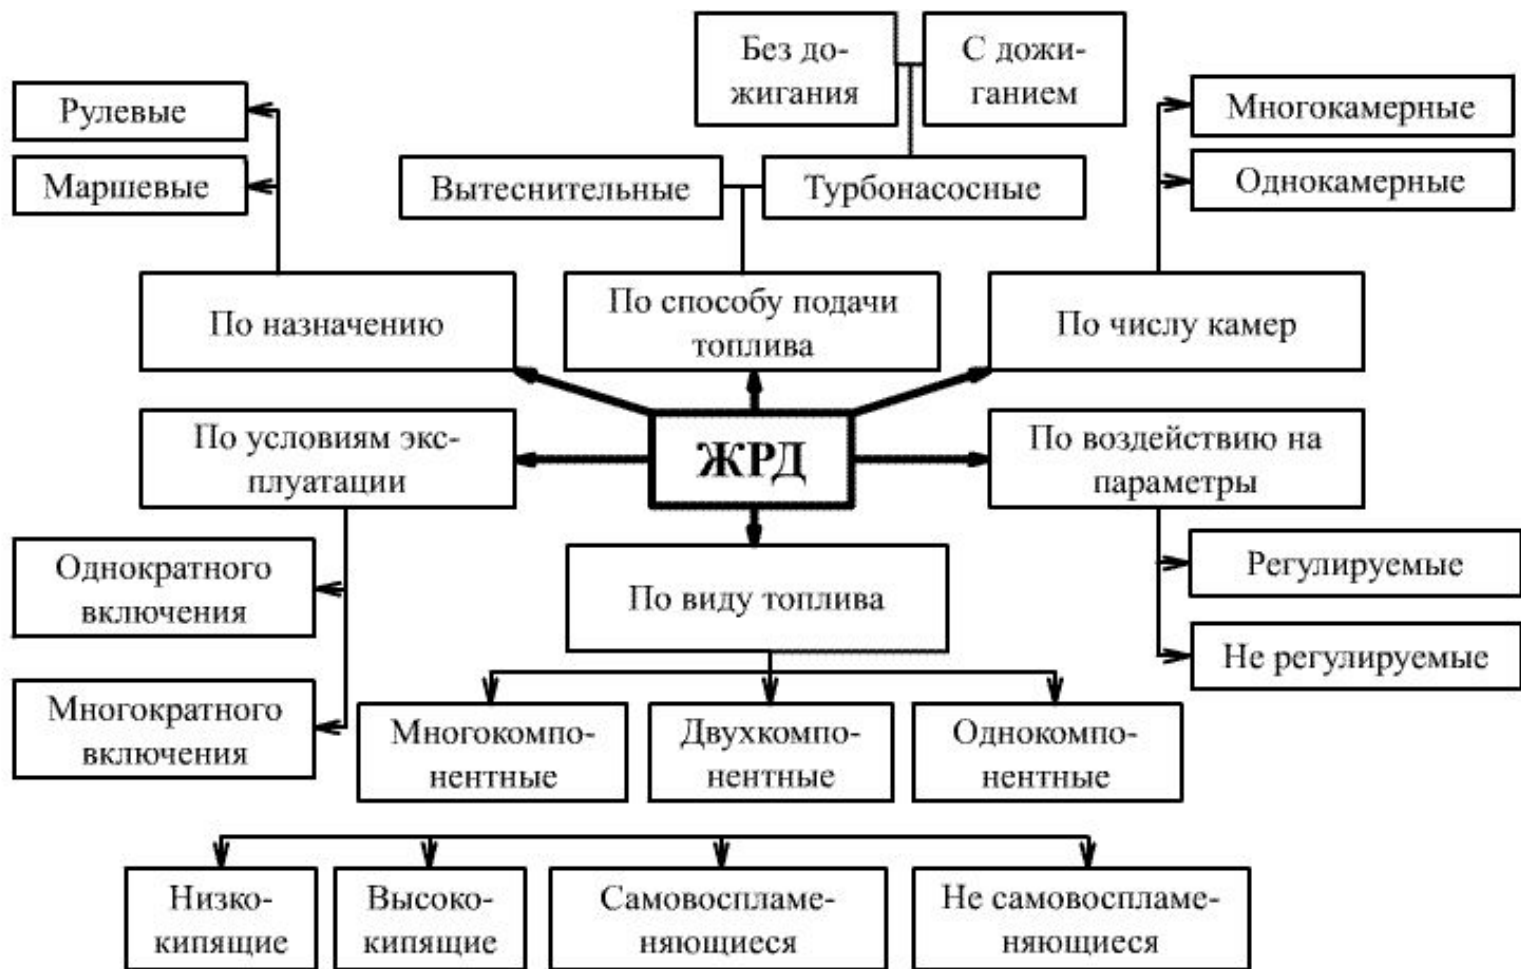 Без до-
жигания
С дожи-
ганием
Рулевые
Маршевые
Вытеснительные
Турбонасосные
Многокамерные
Однокамерные
По назначению
По способу подачи
топлива
По числу камер
По условиям экс-
плуатации
ЖРД
По воздействию на
параметры
Однократного
включения
Многократного
включения
По виду топлива
Регулируемые
Не регулируемые
Многокомпо-
нентные
Двухкомпо-
нентные
Однокомпо-
нентные
Низко-
кипящие
Высоко-
кипящие
Самовоспламе-
няющиеся
Не самовоспламе-
няющиеся